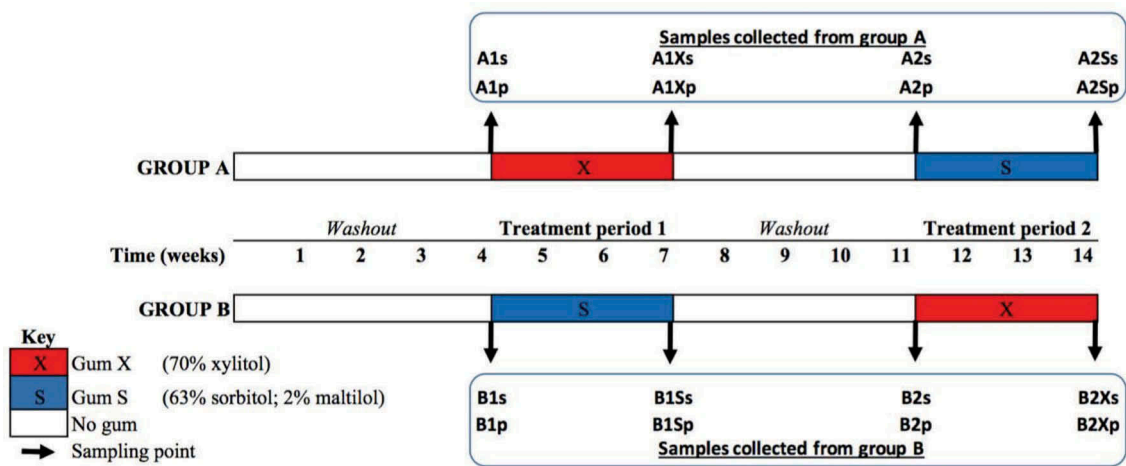 Samples collected from group A
A1s A1Xs A2s A2Ss
A1p A1Xp A2p A2Sp
GROUP A X S
Washout Treatment period 1 Washout Treatment period 2
Time (weeks) 1 2 3 4 5 6 7 8 9 10 11 12 13 14
GROUP B S X
Key
X Gum X (70% xylitol)
S Gum S (63% sorbitol; 2% maltilol)
No gum
Sampling point
B1s B1Ss B2s B2Xs
B1p B1Sp B2p B2Xp
Samples collected from group B